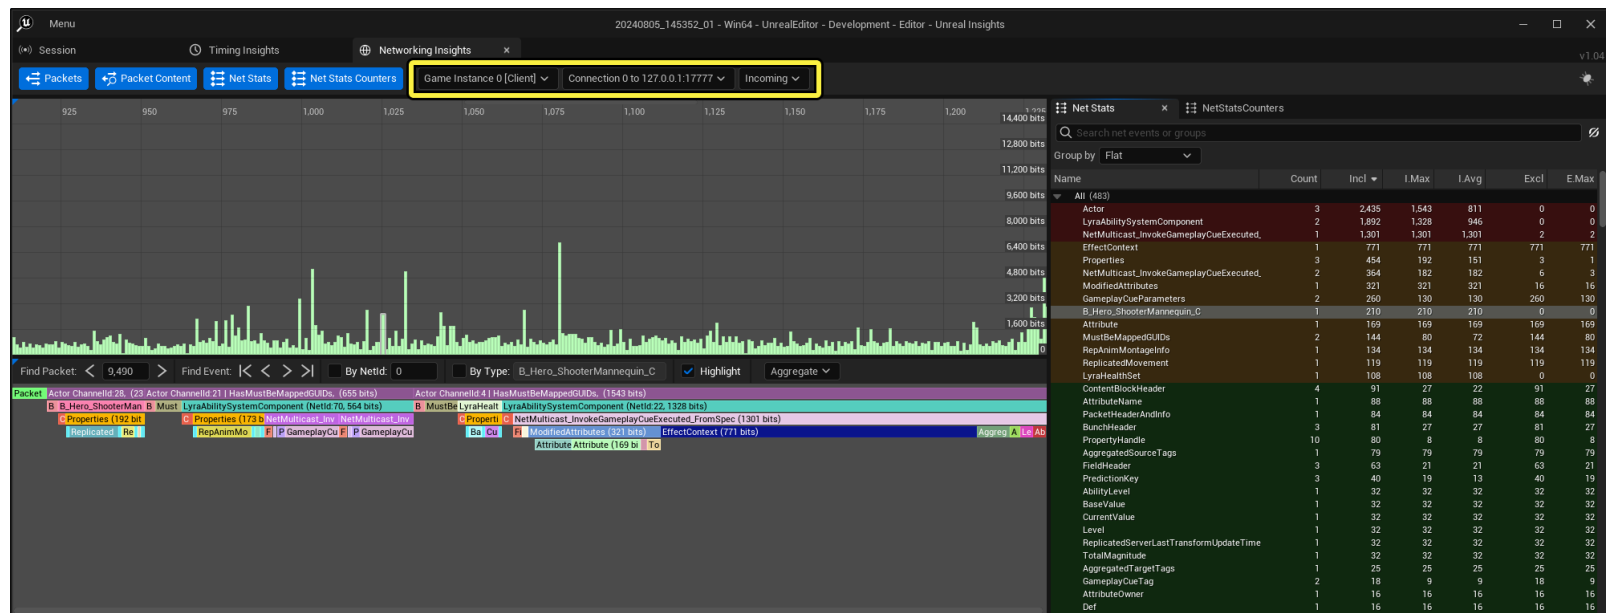 Menu
20240805_145352_01 - Win64 - UnrealEditor - Development - Editor - Unreal Insights
Session Timing Insights Networking Insights
v1.04
Packets Packet Content Net Stats Net Stats Counters Game Instance 0 [Client] Connection 0 to 127.0.0.1:17777 Incoming
925 950 975 1,000 1,025 1,050 1,075 1,100 1,125 1,150 1,175 1,200 1,225
14,400 bits
12,800 bits
11,200 bits
9,600 bits
8,000 bits
6,400 bits
4,800 bits
3,200 bits
1,600 bits
0
Find Packet: 9,490 Find Event: By NetId: 0 By Type: B_Hero_ShooterMannequin_C Highlight Aggregate
Packet Actor ChannelId:28, (23 Actor ChannelId:21 | HasMustBeMappedGUIDs, (655 bits) Actor ChannelId:4 | HasMustBeMappedGUIDs, (1543 bits)
B B_Hero_ShooterMan B Must LyraAbilitySystemComponent (NetId:70, 564 bits) B MustBe LyraHealt LyraAbilitySystemComponent (NetId:22, 1328 bits)
C Properties (192 bit C Properties (173 b NetMulticast_Inv NetMulticast_Inv C Properti C NetMulticast_InvokeGameplayCueExecuted_FromSpec (1301 bits)
Replicated Re RepAnimMo F P GameplayCu F P GameplayCu Ba Cu Fi ModifiedAttributes (321 bits) EffectContext (771 bits) Aggreg A Le Ab
Attribute Attribute (169 bi To
Net Stats NetStatsCounters
Search net events or groups
Group by Flat
Name Count Incl I.Max I.Avg Excl E.Max
All (483)
Actor 3 2,435 1,543 811 0 0
LyraAbilitySystemComponent 2 1,892 1,328 946 0 0
NetMulticast_InvokeGameplayCueExecuted_ 1 1,301 1,301 1,301 2 2
EffectContext 1 771 771 771 771 771
Properties 3 454 192 151 3 1
NetMulticast_InvokeGameplayCueExecuted_ 2 364 182 182 6 3
ModifiedAttributes 1 321 321 321 16 16
GameplayCueParameters 2 260 130 130 260 130
B_Hero_ShooterMannequin_C 1 210 210 210 0 0
Attribute 1 169 169 169 169 169
MustBeMappedGUIDs 2 144 80 72 144 80
RepAnimMontageInfo 1 134 134 134 134 134
ReplicatedMovement 1 119 119 119 119 119
LyraHealthSet 1 108 108 108 0 0
ContentBlockHeader 4 91 27 22 91 27
AttributeName 1 88 88 88 88 88
PacketHeaderAndInfo 1 84 84 84 84 84
BunchHeader 3 81 27 27 81 27
PropertyHandle 10 80 8 8 80 8
AggregatedSourceTags 1 79 79 79 79 79
FieldHeader 3 63 21 21 63 21
PredictionKey 3 40 19 13 40 19
AbilityLevel 1 32 32 32 32 32
BaseValue 1 32 32 32 32 32
CurrentValue 1 32 32 32 32 32
Level 1 32 32 32 32 32
ReplicatedServerLastTransformUpdateTime 1 32 32 32 32 32
TotalMagnitude 1 32 32 32 32 32
AggregatedTargetTags 1 25 25 25 25 25
GameplayCueTag 2 18 9 9 18 9
AttributeOwner 1 16 16 16 16 16
Def 1 16 16 16 16 16